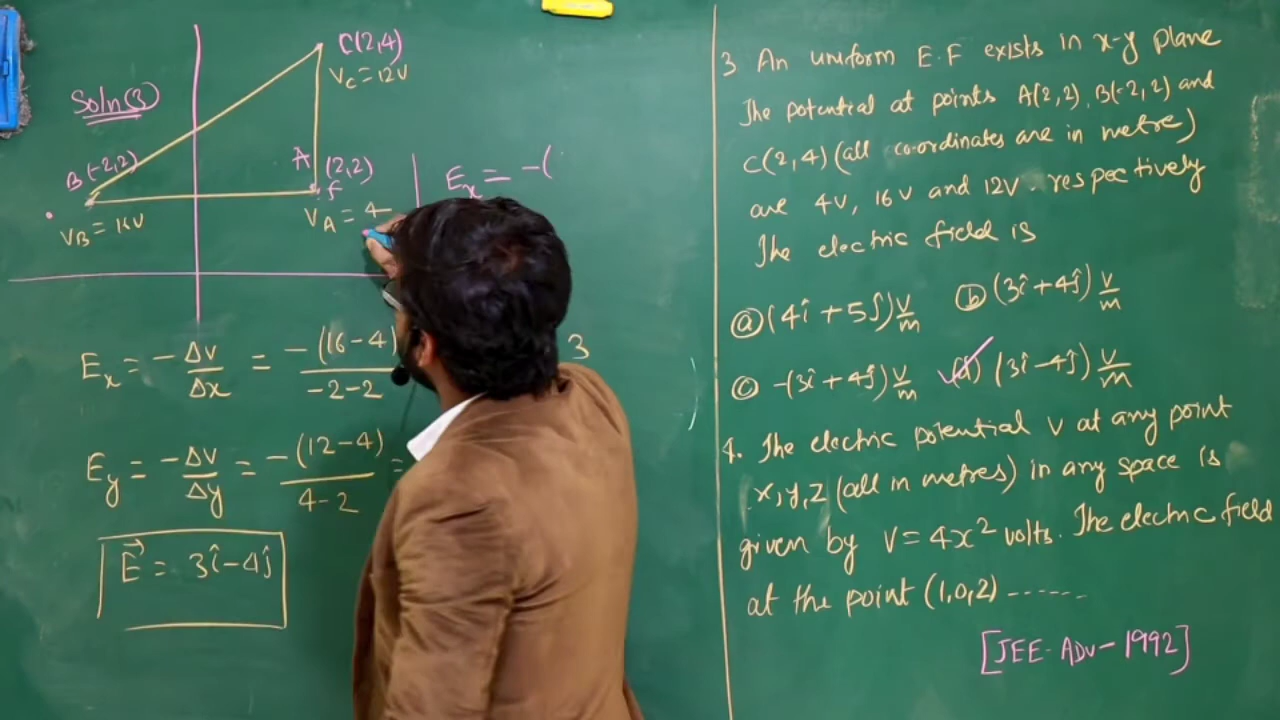 Soln(3)
C(2,4)
Vc = 12V
B(-2,2)
VB = 16V
A (2,2)
VA = 4
Ex = -(
Ex = -Δv/Δx = -(16-4)/-2-2
3
Ey = -Δv/Δy = -(12-4)/4-2 =
E⃗ = 3î-4ĵ
3 An uniform E.F exists in x-y plane
The potential at points A(2,2), B(-2,2) and
C(2,4) (all co-ordinates are in metre)
are 4V, 16V and 12V. respectively
The electric field is
ⓐ (4î + 5ĵ) v/m ⓑ (3î + 4ĵ) v/m
ⓒ -(3î + 4ĵ) v/m (d) (3î - 4ĵ) v/m
4. The electric potential v at any point
x,y,z (all in metres) in any space is
given by v = 4x² volts. The electric field
at the point (1,0,2) ------
[JEE-Adv-1992]